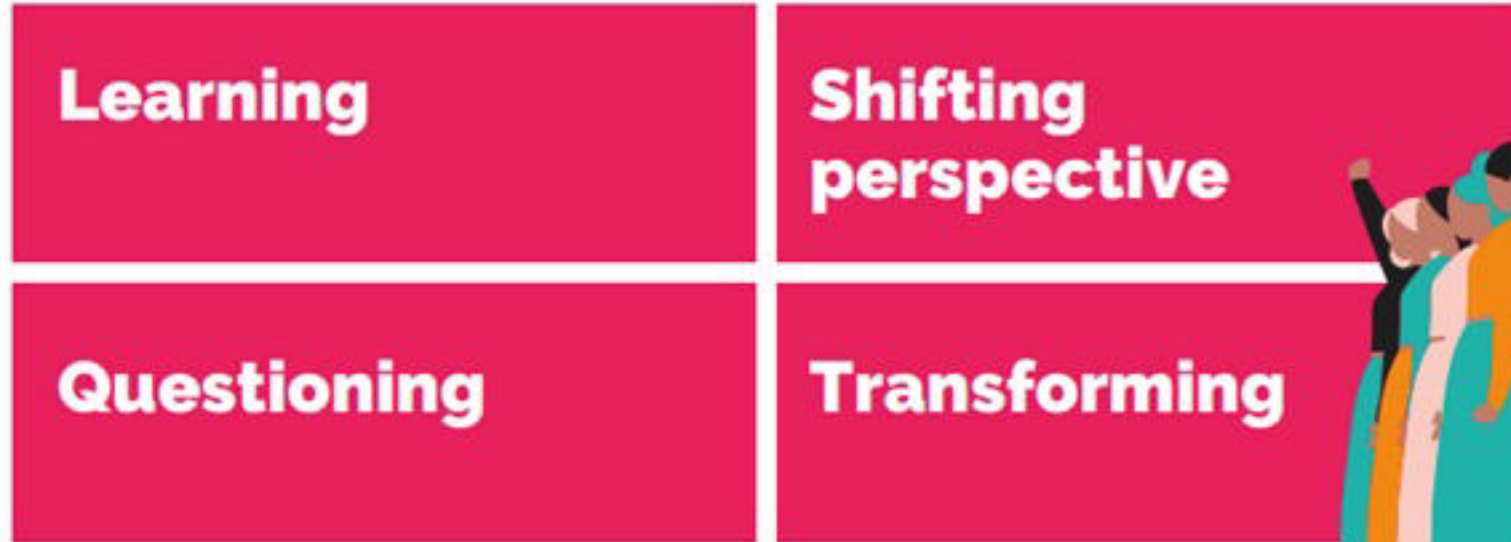 Learning
Shifting
perspective
Questioning
Transforming